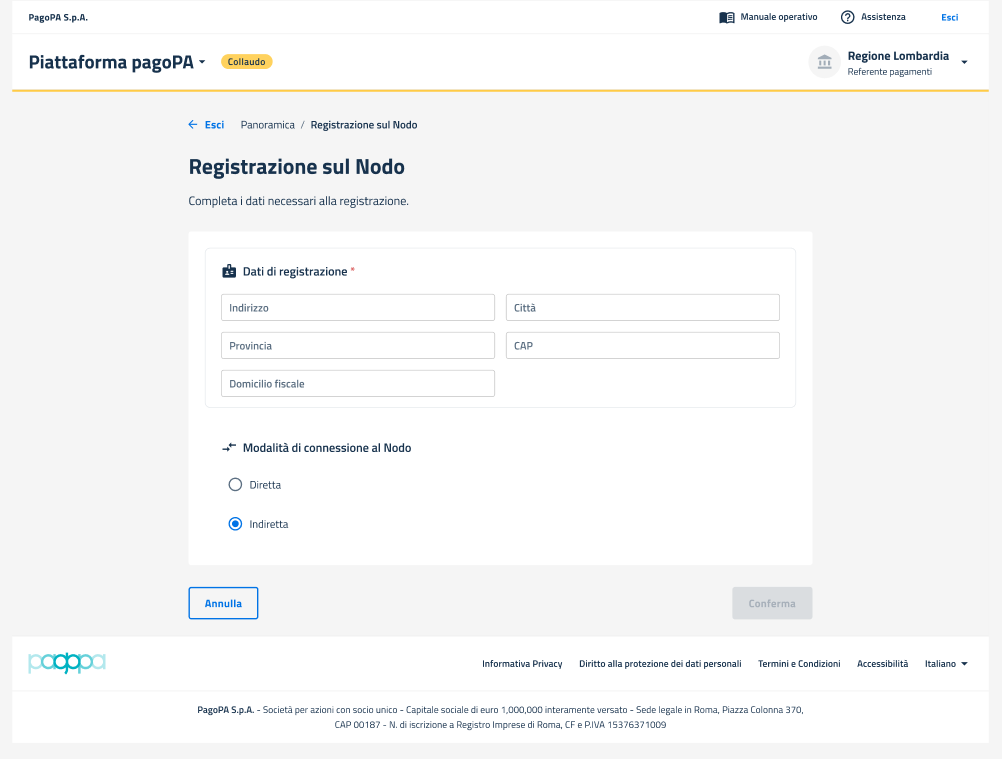 PagoPA S.p.A.
Manuale operativo
Assistenza
Esci
Piattaforma pagoPA
Collaudo
Regione Lombardia
Referente pagamenti
Esci
Panoramica / Registrazione sul Nodo
Registrazione sul Nodo
Completa i dati necessari alla registrazione.
Dati di registrazione *
Indirizzo
Città
Provincia
CAP
Domicilio fiscale
Modalità di connessione al Nodo
Diretta
Indiretta
Annulla
Conferma
pagopa
Informativa Privacy
Diritto alla protezione dei dati personali
Termini e Condizioni
Accessibilità
Italiano
PagoPA S.p.A. - Società per azioni con socio unico - Capitale sociale di euro 1,000,000 interamente versato - Sede legale in Roma, Piazza Colonna 370,
CAP 00187 - N. di iscrizione a Registro Imprese di Roma, CF e P.IVA 15376371009